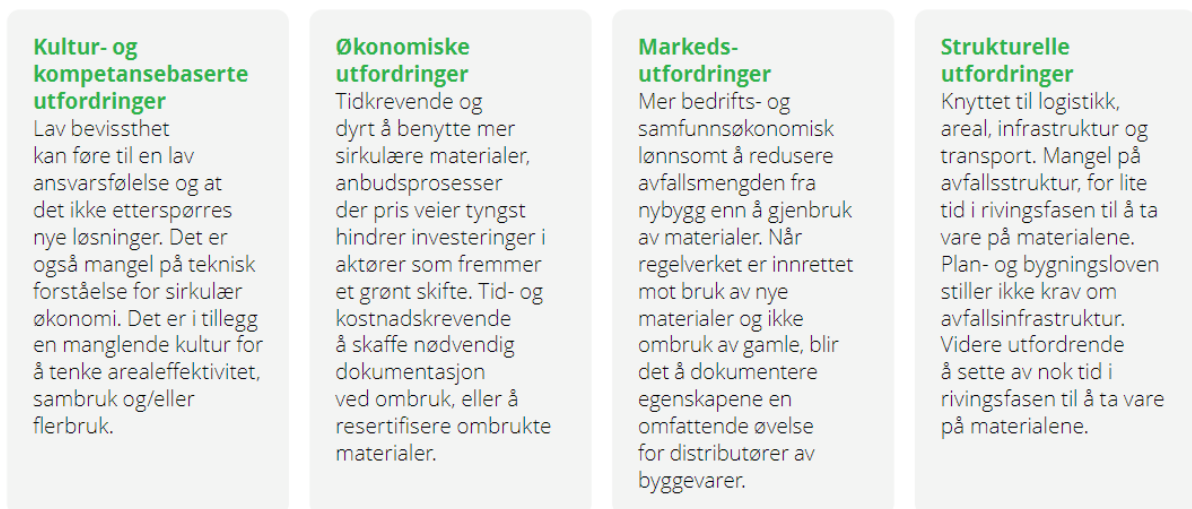 Kultur- og
kompetansebaserte
utfordringer
Lav bevissthet
kan føre til en lav
ansvarsfølelse og at
det ikke etterspørres
nye løsninger. Det er
også mangel på teknisk
forståelse for sirkulær
økonomi. Det er i tillegg
en manglende kultur for
å tenke arealeffektivitet,
sambruk og/eller
flerbruk.
Økonomiske
utfordringer
Tidkrevende og
dyrt å benytte mer
sirkulære materialer,
anbudsprosesser
der pris veier tyngst
hindrer investeringer i
aktører som fremmer
et grønt skifte. Tid- og
kostnadskrevende
å skaffe nødvendig
dokumentasjon
ved ombruk, eller å
resertifisere ombrukte
materialer.
Markeds-
utfordringer
Mer bedrifts- og
samfunnsøkonomisk
lønnsomt å redusere
avfallsmengden fra
nybygg enn å gjenbruk
av materialer. Når
regelverket er innrettet
mot bruk av nye
materialer og ikke
ombruk av gamle, blir
det å dokumentere
egenskapene en
omfattende øvelse
for distributører av
byggevarer.
Strukturelle
utfordringer
Knyttet til logistikk,
areal, infrastruktur og
transport. Mangel på
avfallsstruktur, for lite
tid i rivingsfasen til å ta
vare på materialene.
Plan- og bygningsloven
stiller ikke krav om
avfallsinfrastruktur.
Videre utfordrende
å sette av nok tid i
rivingsfasen til å ta vare
på materialene.